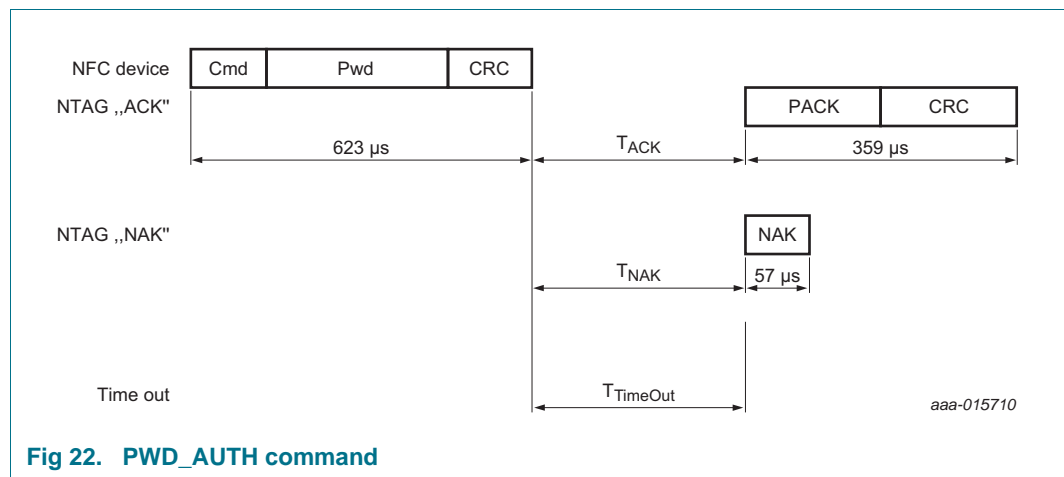 NFC device Cmd Pwd CRC
NTAG ,,ACK" PACK CRC
623 µs TACK 359 µs
NTAG ,,NAK" NAK
TNAK 57 µs
Time out TTimeOut
aaa-015710
Fig 22. PWD_AUTH command